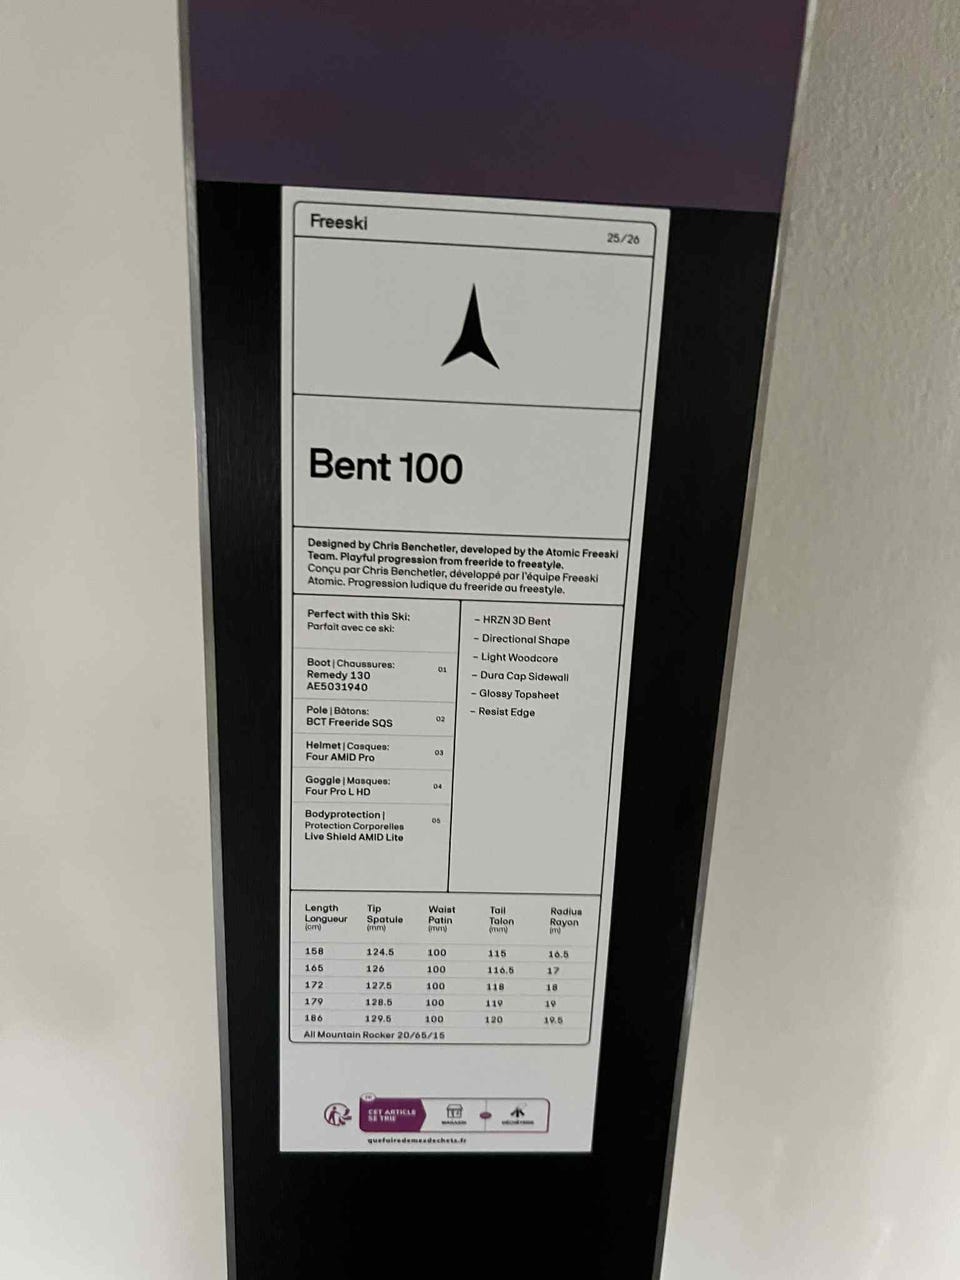 Freeski
25/26
Bent 100
Designed by Chris Benchetler, developed by the Atomic Freeski
Team. Playful progression from freeride to freestyle.
Conçu par Chris Benchetler, développé par l'équipe Freeski
Atomic. Progression ludique du freeride au freestyle.
Perfect with this Ski:
Parfait avec ce ski:
Boot | Chaussures: 01
Remedy 130
AE5031940
Pole | Bâtons: 02
BCT Freeride SQS
Helmet | Casques: 03
Four AMID Pro
Goggle | Masques: 04
Four Pro L HD
Bodyprotection | 05
Protection Corporelles
Live Shield AMID Lite
– HRZN 3D Bent
– Directional Shape
– Light Woodcore
– Dura Cap Sidewall
– Glossy Topsheet
– Resist Edge
Length Tip Waist Tail Radius
Longueur Spatule Patin Talon Rayon
(cm) (mm) (mm) (mm) (m)
158 124.5 100 115 16.5
165 126 100 116.5 17
172 127.5 100 118 18
179 128.5 100 119 19
186 129.5 100 120 19.5
All Mountain Rocker 20/65/15
FR
CET ARTICLE
SE TRIE
MAGASIN
DÉCHÈTERIE
quefairedemesdechets.fr